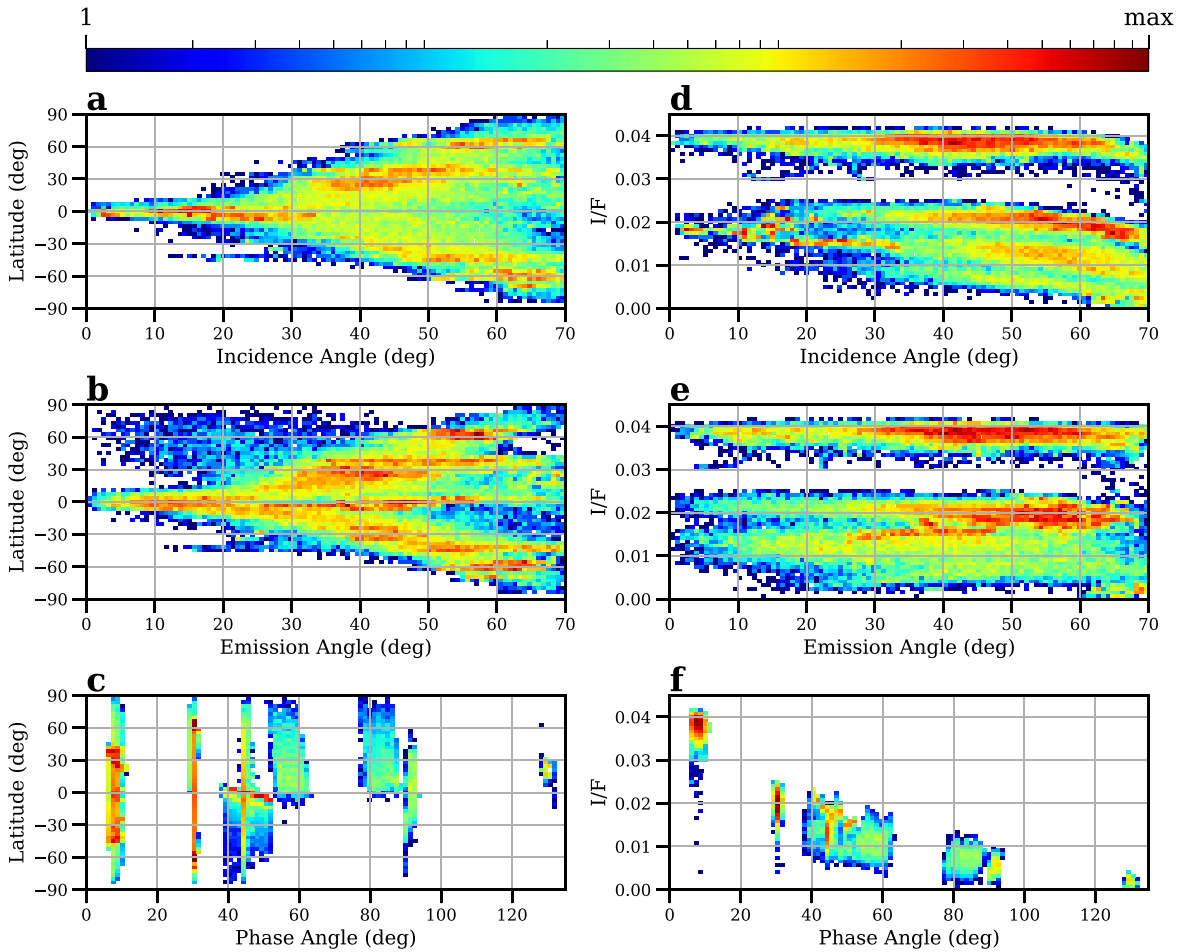 1 max
a
90
60
30
0
−30
−60
−90
Latitude (deg)
0 10 20 30 40 50 60 70
Incidence Angle (deg)
d
0.04
0.03
0.02
0.01
0.00
I/F
0 10 20 30 40 50 60 70
Incidence Angle (deg)
b
90
60
30
0
−30
−60
−90
Latitude (deg)
0 10 20 30 40 50 60 70
Emission Angle (deg)
e
0.04
0.03
0.02
0.01
0.00
I/F
0 10 20 30 40 50 60 70
Emission Angle (deg)
c
90
60
30
0
−30
−60
−90
Latitude (deg)
0 20 40 60 80 100 120
Phase Angle (deg)
f
0.04
0.03
0.02
0.01
0.00
I/F
0 20 40 60 80 100 120
Phase Angle (deg)